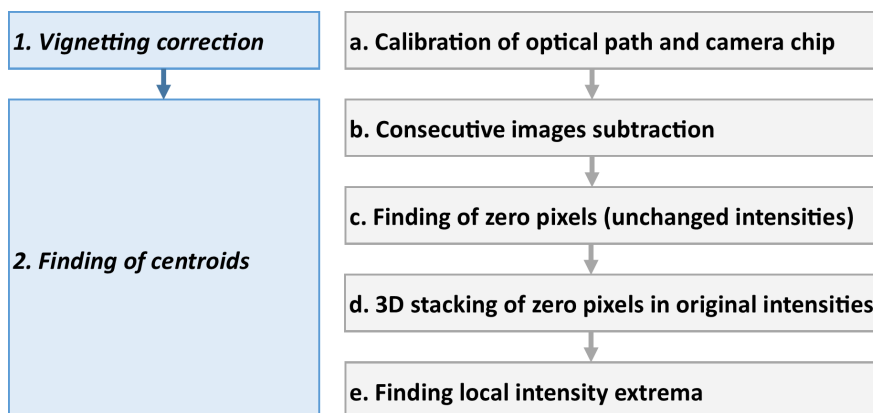 1. Vignetting correction
a. Calibration of optical path and camera chip
b. Consecutive images subtraction
c. Finding of zero pixels (unchanged intensities)
2. Finding of centroids
d. 3D stacking of zero pixels in original intensities
e. Finding local intensity extrema